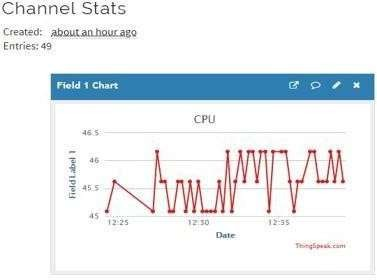 Channel Stats
Created: about an hour ago
Entries: 49
Field 1 Chart
CPU
46.5
46
45.5
45
Field Label 1
12:25 12:30 12:35
Date
ThingSpeak.com